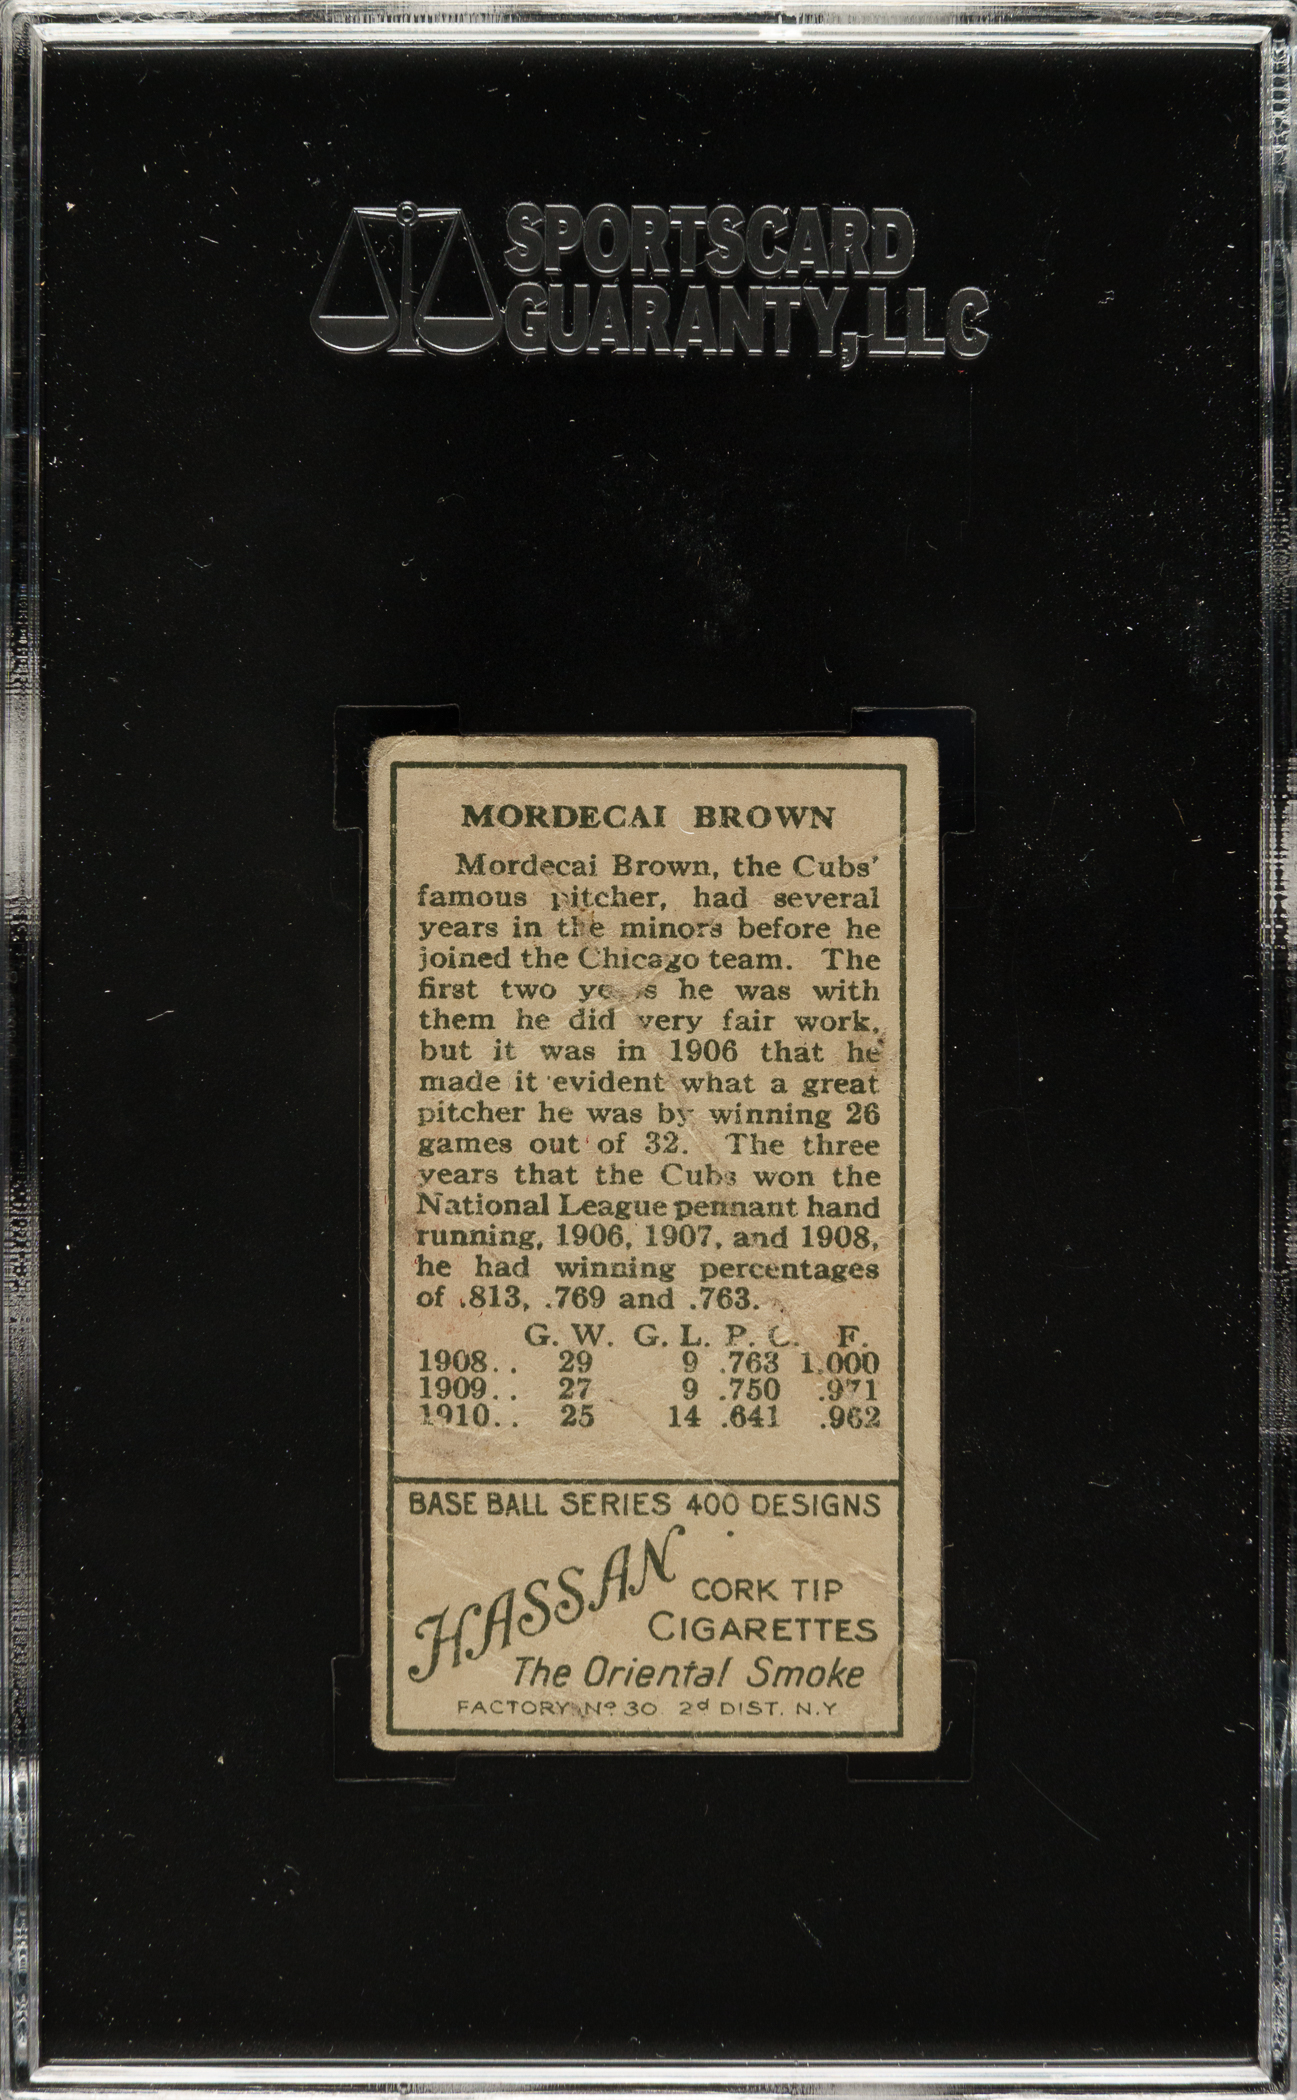 SPORTSCARD
GUARANTY, LLC
MORDECAI BROWN
Mordecai Brown, the Cubs'
famous pitcher, had several
years in the minors before he
joined the Chicago team. The
first two years he was with
them he did very fair work,
but it was in 1906 that he
made it evident what a great
pitcher he was by winning 26
games out of 32. The three
years that the Cubs won the
National League pennant hand
running, 1906, 1907, and 1908,
he had winning percentages
of .813, .769 and .763.
G. W. G. L. P. C. F.
1908.. 29 9 .763 1.000
1909.. 27 9 .750 .971
1910.. 25 14 .641 .962
BASE BALL SERIES 400 DESIGNS
HASSAN CORK TIP
CIGARETTES
The Oriental Smoke
FACTORY Nº 30 2d DIST. N.Y